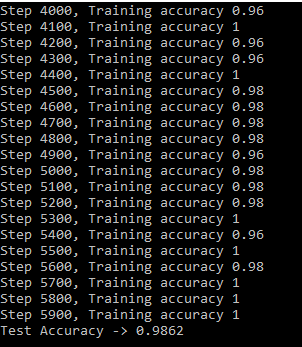 Step 4000, Training accuracy 0.96
Step 4100, Training accuracy 1
Step 4200, Training accuracy 0.96
Step 4300, Training accuracy 0.96
Step 4400, Training accuracy 1
Step 4500, Training accuracy 0.98
Step 4600, Training accuracy 0.98
Step 4700, Training accuracy 0.98
Step 4800, Training accuracy 0.98
Step 4900, Training accuracy 0.96
Step 5000, Training accuracy 0.98
Step 5100, Training accuracy 0.98
Step 5200, Training accuracy 0.98
Step 5300, Training accuracy 1
Step 5400, Training accuracy 0.96
Step 5500, Training accuracy 1
Step 5600, Training accuracy 0.98
Step 5700, Training accuracy 1
Step 5800, Training accuracy 1
Step 5900, Training accuracy 1
Test Accuracy -> 0.9862